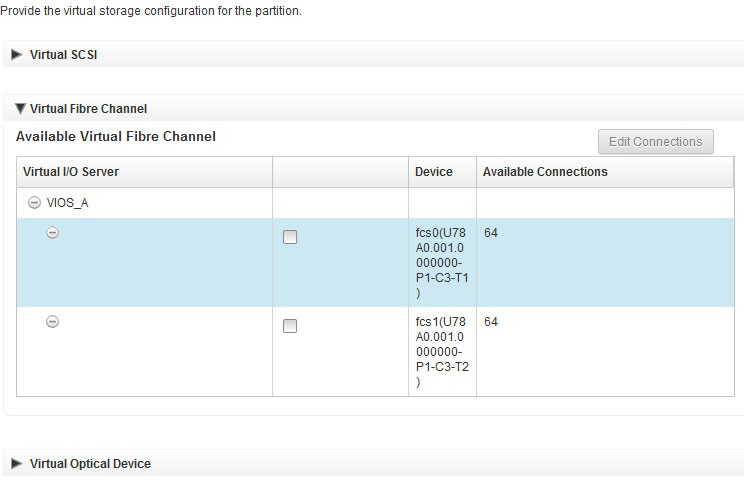 Provide the virtual storage configuration for the partition.
Virtual SCSI
Virtual Fibre Channel
Available Virtual Fibre Channel
Edit Connections
Virtual I/O Server Device Available Connections
VIOS_A
fcs0(U78 64
A0.001.0
000000-
P1-C3-T1
)
fcs1(U78 64
A0.001.0
000000-
P1-C3-T2
)
Virtual Optical Device